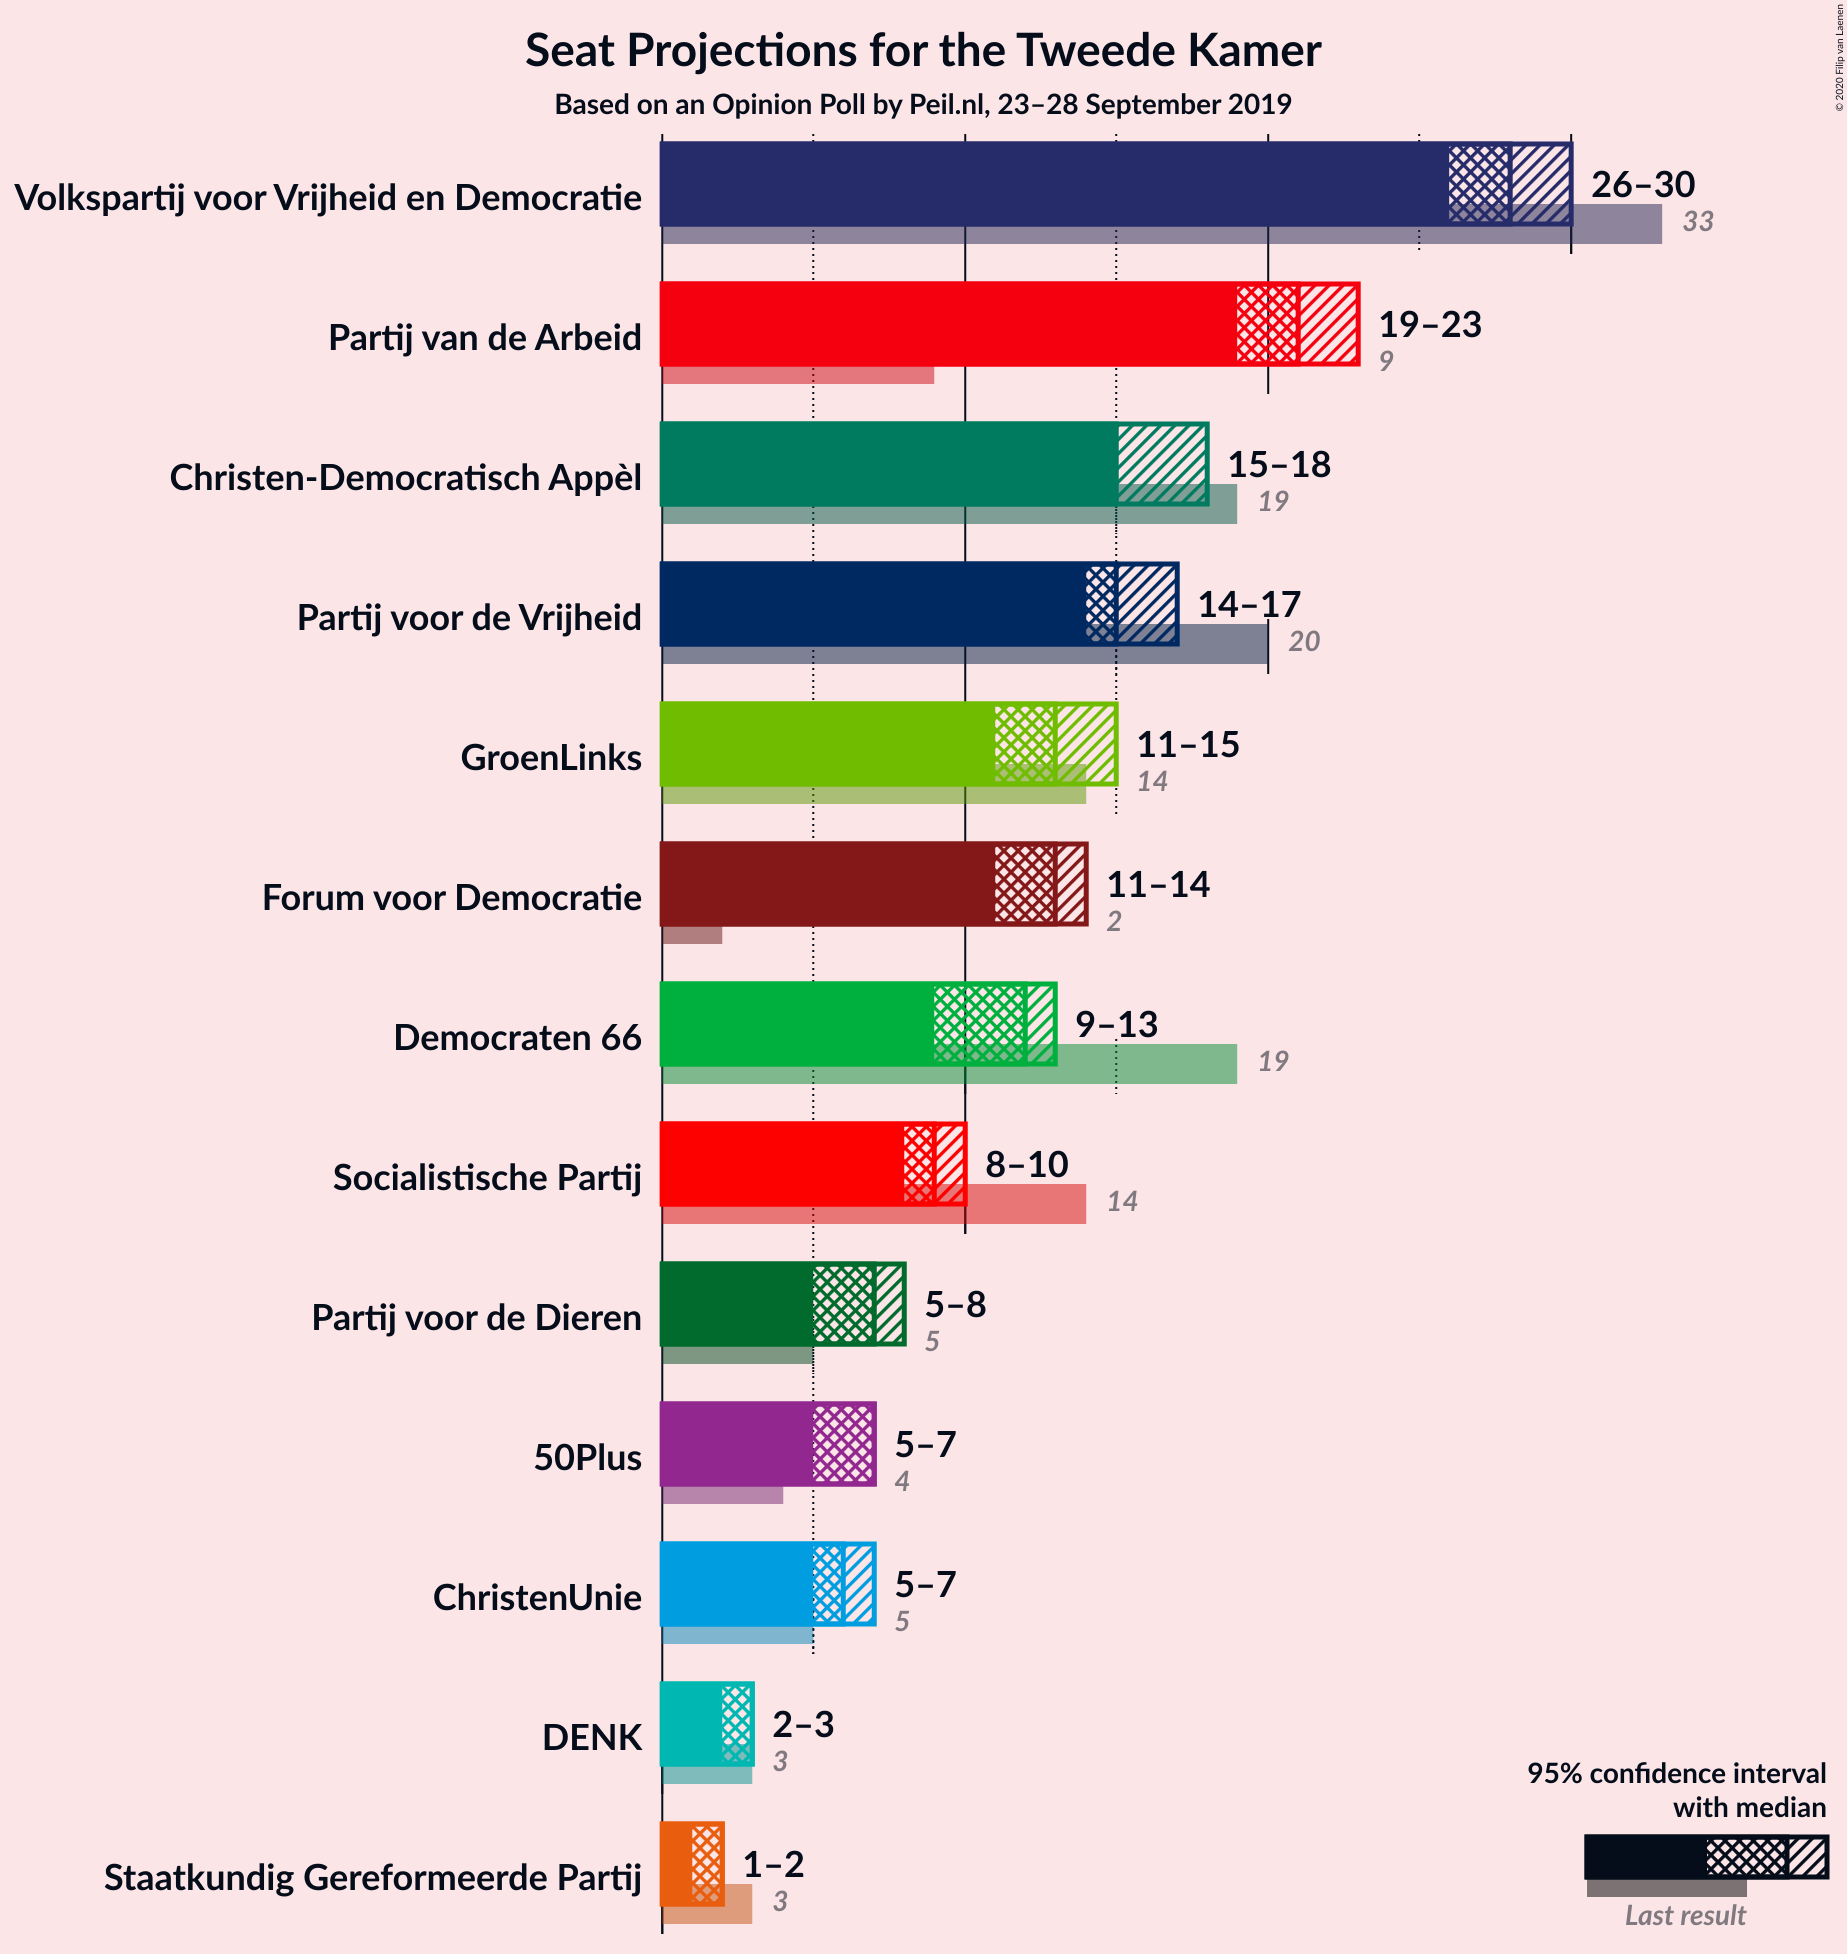 Seat Projections for the Tweede Kamer
Based on an Opinion Poll by Peil.nl, 23–28 September 2019
© 2020 Filip van Laenen
Volkspartij voor Vrijheid en Democratie
26–30
33
Partij van de Arbeid
19–23
9
Christen-Democratisch Appèl
15–18
19
Partij voor de Vrijheid
14–17
20
GroenLinks
11–15
14
Forum voor Democratie
11–14
2
Democraten 66
9–13
19
Socialistische Partij
8–10
14
Partij voor de Dieren
5–8
5
50Plus
5–7
4
ChristenUnie
5–7
5
DENK
2–3
3
Staatkundig Gereformeerde Partij
1–2
3
95% confidence interval
with median
Last result